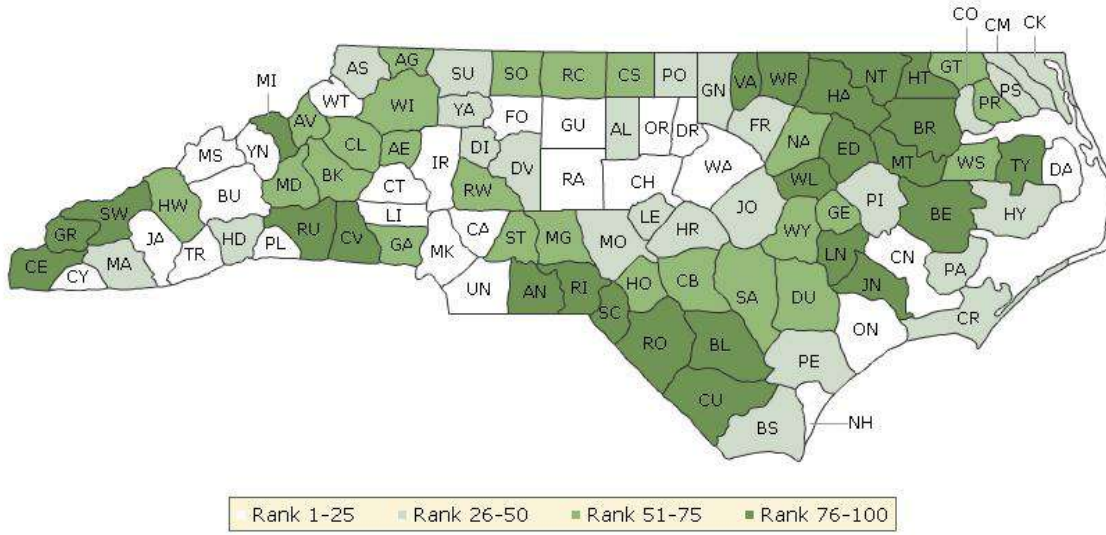 CO
CM CK
MI
AS AG SU SO RC CS PO GN VA WR HA NT HT GT PS
WT WI YA FO GU AL OR DR FR BR PR
MS YN AV CL AE IR DI DV WA NA ED MT WS TY DA
SW HW BU MD BK CT RW RA CH WL PI BE HY
GR JA TR HD PL RU CV LI GA CA ST MG MO LE HR JO WY GE LN CN PA
CE CY MA MK UN AN RI HO CB SA DU JN CR
SC RO BL PE ON
CU BS NH
Rank 1-25 Rank 26-50 Rank 51-75 Rank 76-100